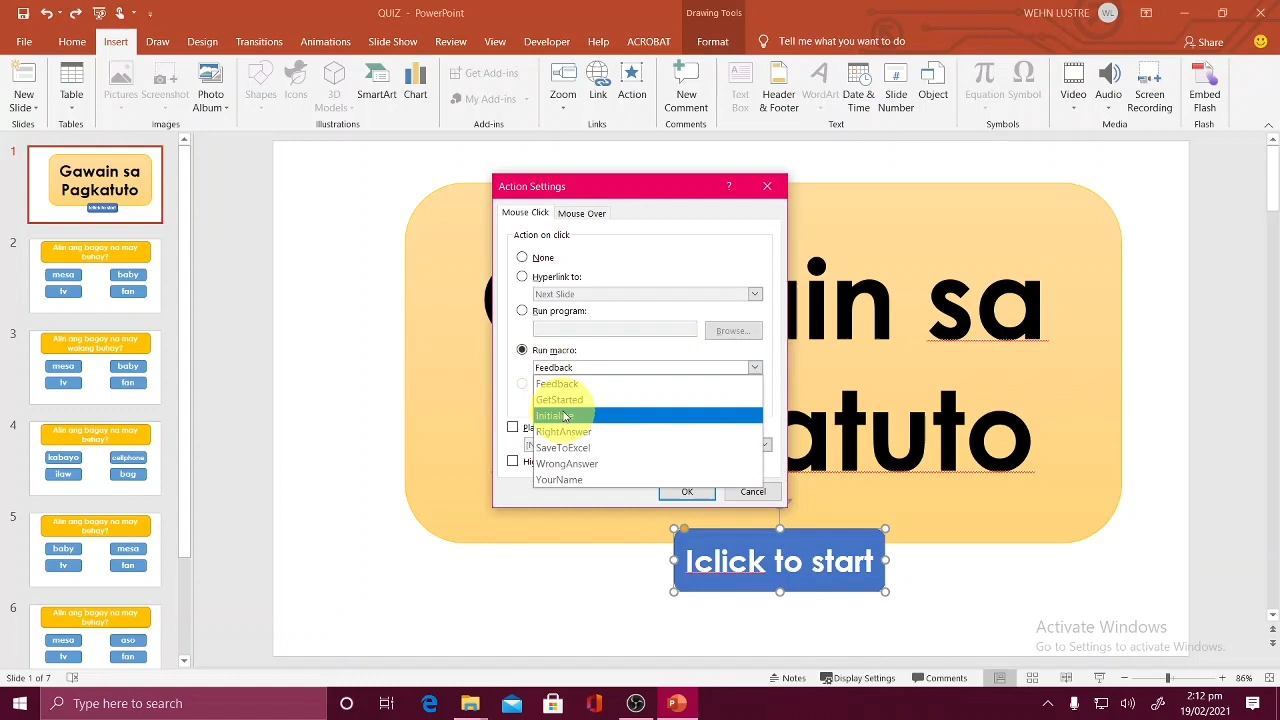 QUIZ - PowerPoint
Drawing Tools
WEHN LUSTRE
WL
File
Home
Insert
Draw
Design
Transitions
Animations
Slide Show
Review
View
Developer
Help
ACROBAT
Format
Tell me what you want to do
Share
New
Slide
Table
Pictures
Screenshot
Photo
Album
Shapes
Icons
3D
Models
SmartArt
Chart
Get Add-ins
My Add-ins
Zoom
Link
Action
New
Comment
Text
Box
Header
& Footer
WordArt
Date &
Time
Slide
Number
Object
Equation
Symbol
Video
Audio
Screen
Recording
Embed
Flash
Slides
Tables
Images
Illustrations
Add-ins
Links
Comments
Text
Symbols
Media
Flash
1
Gawain sa
Pagkatuto
Iclick to start
2
Alin ang bagay na may
buhay?
mesa
baby
tv
fan
3
Alin ang bagay na may
walang buhay?
mesa
baby
tv
fan
4
Alin ang bagay na may
buhay?
kabayo
cellphone
ilaw
bag
5
Alin ang bagay na may
buhay?
baby
mesa
tv
fan
6
Alin ang bagay na may
buhay?
mesa
aso
tv
fan
Action Settings
?
Mouse Click
Mouse Over
Action on click
None
Hyperlink to:
Next Slide
Run program:
Browse...
Run macro:
Feedback
Feedback
GetStarted
RightAnswer
SaveToExcel
WrongAnswer
YourName
OK
Cancel
sa
Iclick to start
Activate Windows
Go to Settings to activate Windows.
Slide 1 of 7
Notes
Display Settings
Comments
86%
Type here to search
2:12 pm
19/02/2021